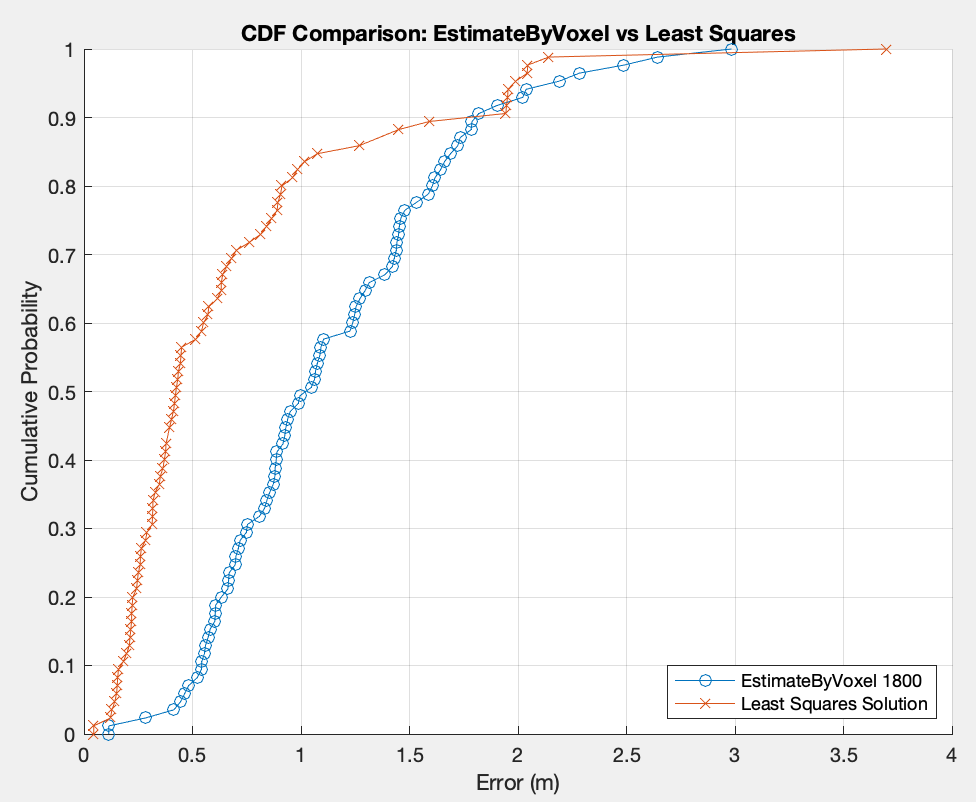 CDF Comparison: EstimateByVoxel vs Least Squares
1
0.9
0.8
0.7
0.6
0.5
0.4
0.3
0.2
0.1
0
Cumulative Probability
EstimateByVoxel 1800
Least Squares Solution
0 0.5 1 1.5 2 2.5 3 3.5 4
Error (m)